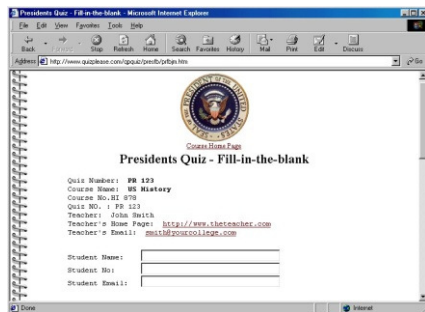 Presidents Quiz - Fill-in-the-blank - Microsoft Internet Explorer
File Edit View Favorites Tools Help
Back Forward Stop Refresh Home Search Favorites History Mail Print Edit Discuss
Address http://www.quizplease.com/qpquiz/presfb/prfbjm.htm Go
Course Home Page
Presidents Quiz - Fill-in-the-blank
Quiz Number: PR 123
Course Name: US History
Course No.HI 878
Quiz NO. : PR 123
Teacher: John Smith
Teacher's Home Page: http://www.theteacher.com
Teacher's Email: smith@yourcollege.com
Student Name:
Student No:
Student Email:
Done Internet